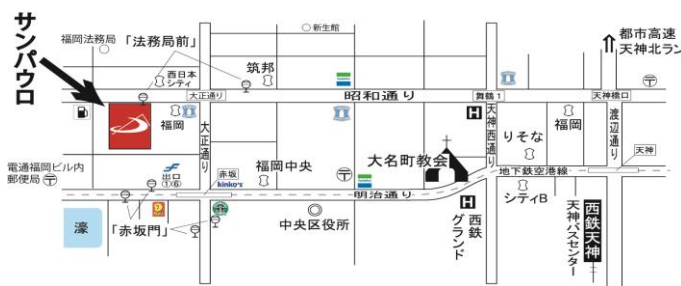 サンパウロ
福岡法務局
「法務局前」
新生館
西日本
シティ
筑邦
都市高速
天神北ラン
大正通り
昭和通り
舞鶴1
天神橋口
福岡
大正通り
天神西通り
りそな
福岡
渡辺通り
天神
電通福岡ビル内
郵便局
出口
①⑥
赤坂
kinko's
福岡中央
大名町教会
地下鉄空港線
明治通り
シティB
濠
「赤坂門」
中央区役所
H
H
西鉄
グランド
天神バスセンター
西鉄天神